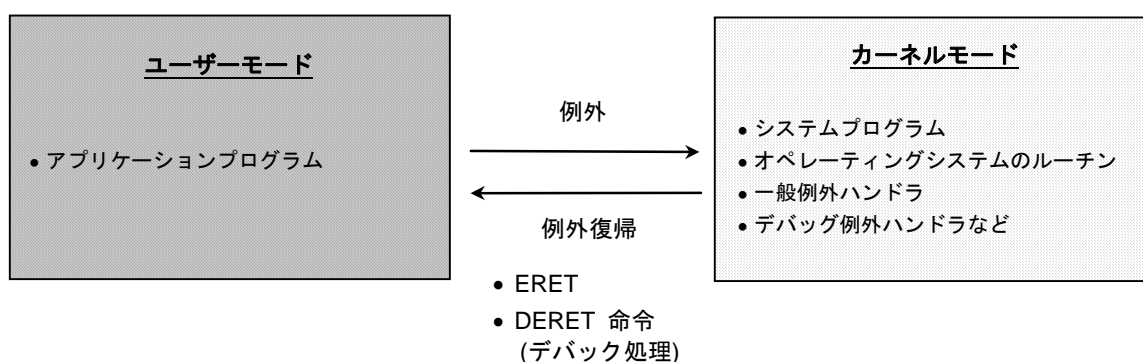 ユーザーモード
• アプリケーションプログラム
例外
例外復帰
• ERET
• DERET 命令
(デバック処理)
カーネルモード
• システムプログラム
• オペレーティングシステムのルーチン
• 一般例外ハンドラ
• デバッグ例外ハンドラなど